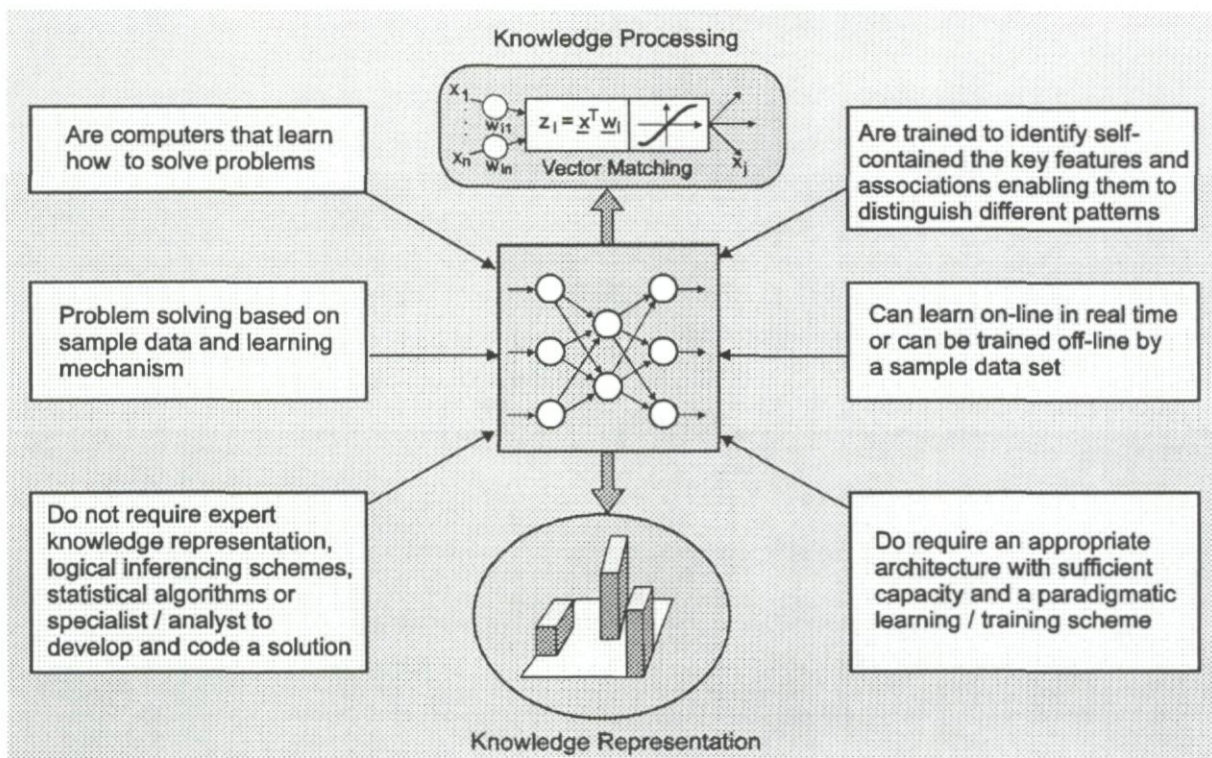 Knowledge Processing
x1
⋮
xn
wi1
win
zi = xᵀ wi
Vector Matching
xj
Are computers that learn
how to solve problems
Are trained to identify self-
contained the key features and
associations enabling them to
distinguish different patterns
Problem solving based on
sample data and learning
mechanism
Can learn on-line in real time
or can be trained off-line by
a sample data set
Do not require expert
knowledge representation,
logical inferencing schemes,
statistical algorithms or
specialist / analyst to
develop and code a solution
Do require an appropriate
architecture with sufficient
capacity and a paradigmatic
learning / training scheme
Knowledge Representation